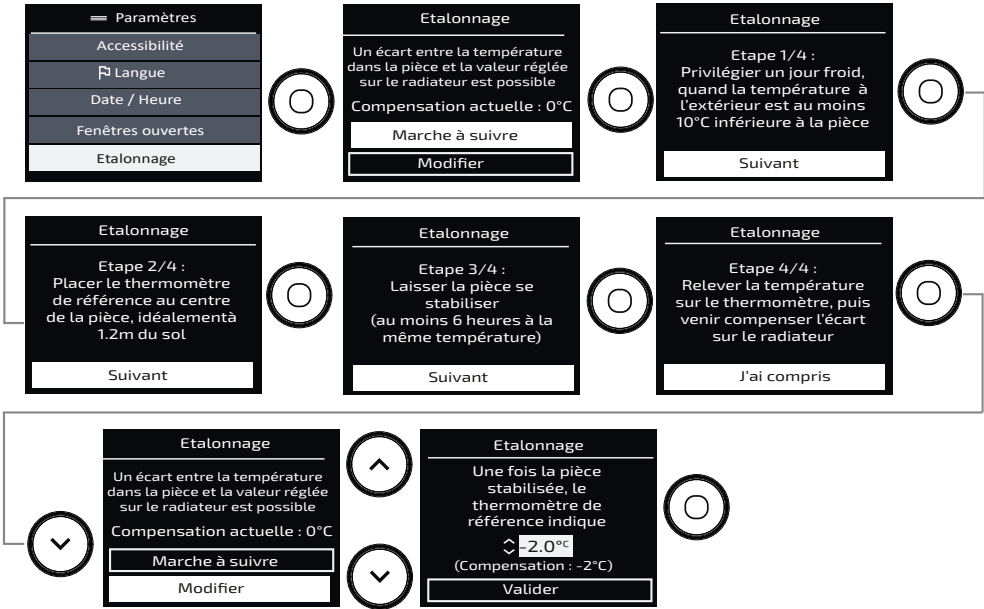 Paramètres
Accessibilité
Langue
Date / Heure
Fenêtres ouvertes
Etalonnage
Etalonnage
Un écart entre la température
dans la pièce et la valeur réglée
sur le radiateur est possible
Compensation actuelle : 0°C
Marche à suivre
Modifier
Etalonnage
Etape 1/4 :
Privilégier un jour froid,
quand la température à
l'extérieur est au moins
10°C inférieure à la pièce
Suivant
Etalonnage
Etape 2/4 :
Placer le thermomètre
de référence au centre
de la pièce, idéalementà
1.2m du sol
Suivant
Etalonnage
Etape 3/4 :
Laisser la pièce se
stabiliser
(au moins 6 heures à la
même température)
Suivant
Etalonnage
Etape 4/4 :
Relever la température
sur le thermomètre, puis
venir compenser l'écart
sur le radiateur
J'ai compris
Etalonnage
Un écart entre la température
dans la pièce et la valeur réglée
sur le radiateur est possible
Compensation actuelle : 0°C
Marche à suivre
Modifier
Etalonnage
Une fois la pièce
stabilisée, le
thermomètre de
référence indique
-2.0°C
(Compensation : -2°C)
Valider